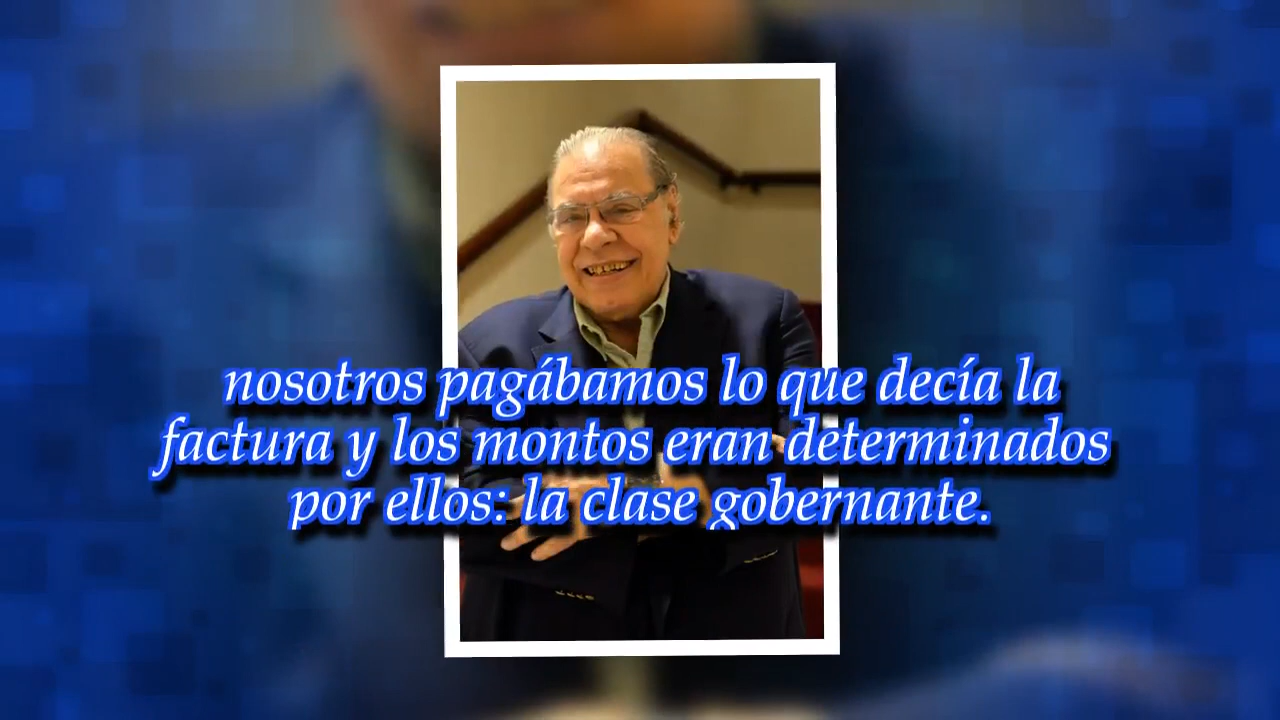 nosotros pagábamos lo que decía la
factura y los montos eran determinados
por ellos: la clase gobernante.